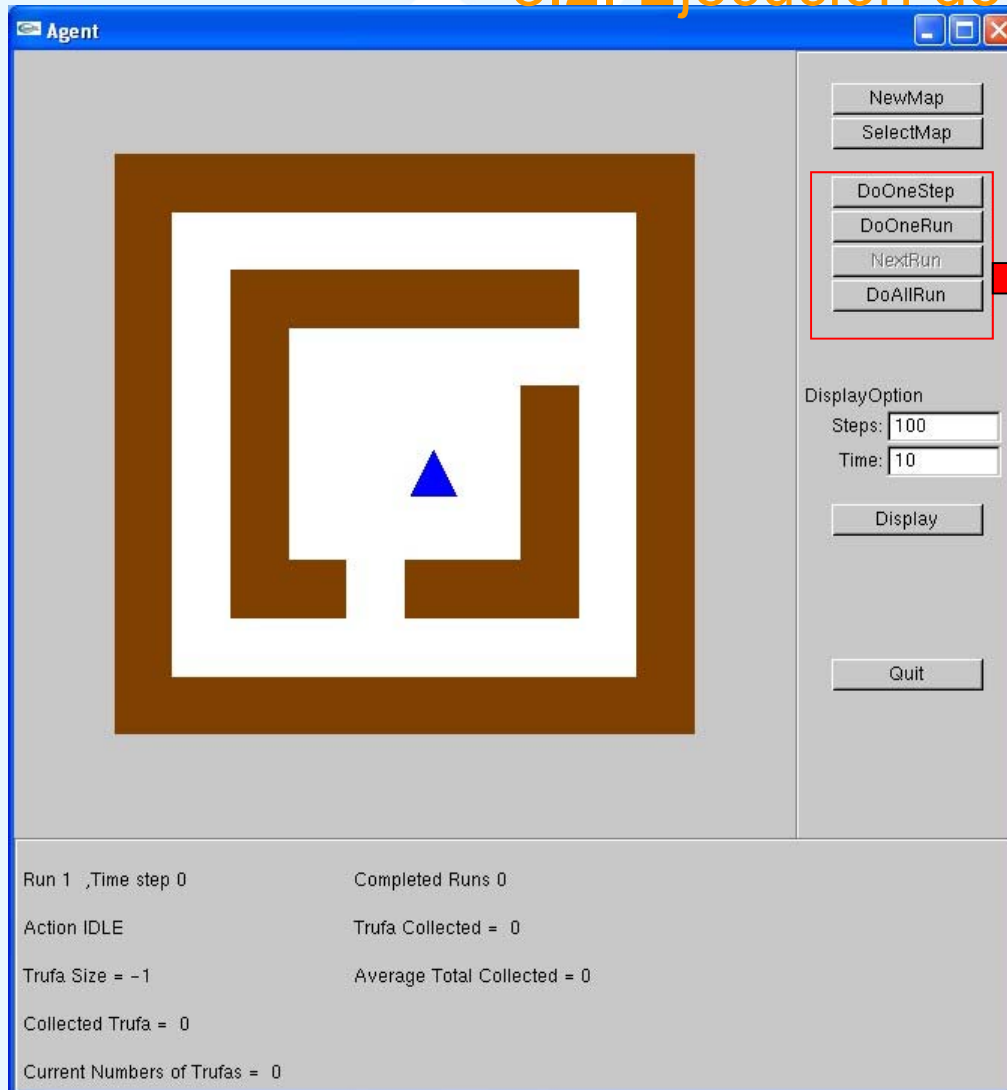 Agent
NewMap
SelectMap
DoOneStep
DoOneRun
NextRun
DoAllRun
DisplayOption
Steps: 100
Time: 10
Display
Quit
Run 1 ,Time step 0
Completed Runs 0
Action IDLE
Trufa Collected = 0
Trufa Size = -1
Average Total Collected = 0
Collected Trufa = 0
Current Numbers of Trufas = 0